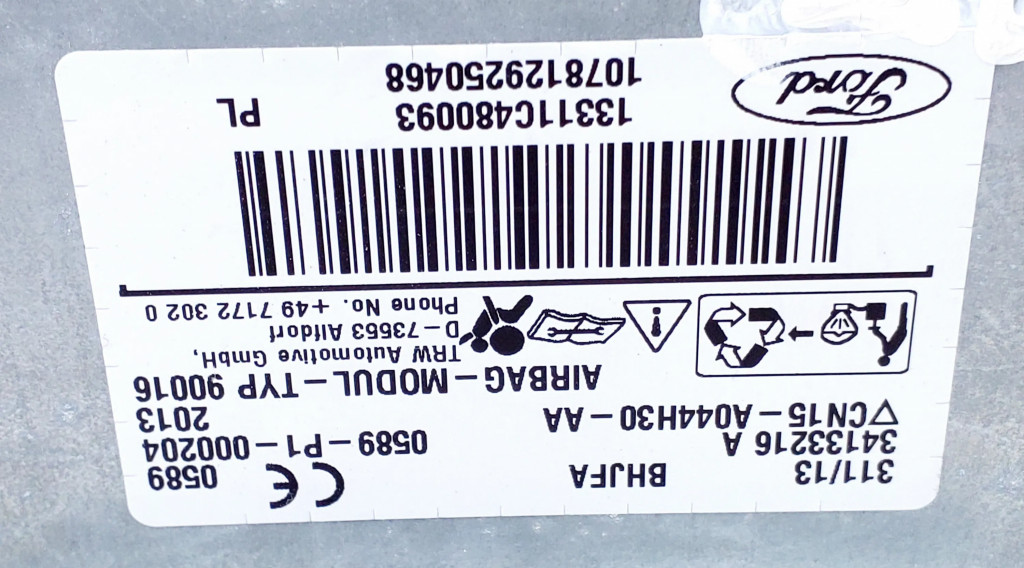 311/13 BHJFA CE 0589
34133216 A 0589-P1-000204
CN15-A044H30-AA 2013
AIRBAG-MODUL-TYP 90016
TRW Automotive GmbH,
D-73553 Alfdorf
Phone No. +49 7172 302 0
13311C480093 PL
1078129250468
Ford